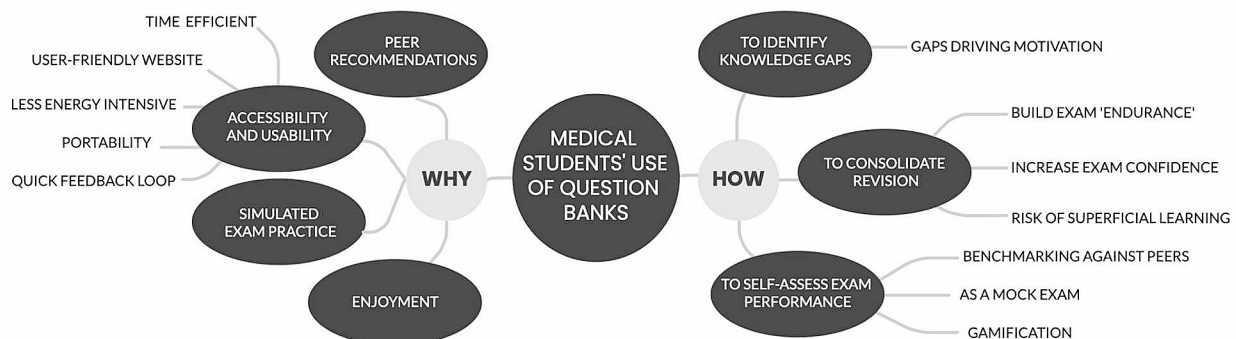 MEDICAL
STUDENTS' USE
OF QUESTION
BANKS
WHY
PEER
RECOMMENDATIONS
ACCESSIBILITY
AND USABILITY
TIME EFFICIENT
USER-FRIENDLY WEBSITE
LESS ENERGY INTENSIVE
PORTABILITY
QUICK FEEDBACK LOOP
SIMULATED
EXAM PRACTICE
ENJOYMENT
HOW
TO IDENTIFY
KNOWLEDGE GAPS
GAPS DRIVING MOTIVATION
TO CONSOLIDATE
REVISION
BUILD EXAM 'ENDURANCE'
INCREASE EXAM CONFIDENCE
RISK OF SUPERFICIAL LEARNING
TO SELF-ASSESS EXAM
PERFORMANCE
BENCHMARKING AGAINST PEERS
AS A MOCK EXAM
GAMIFICATION